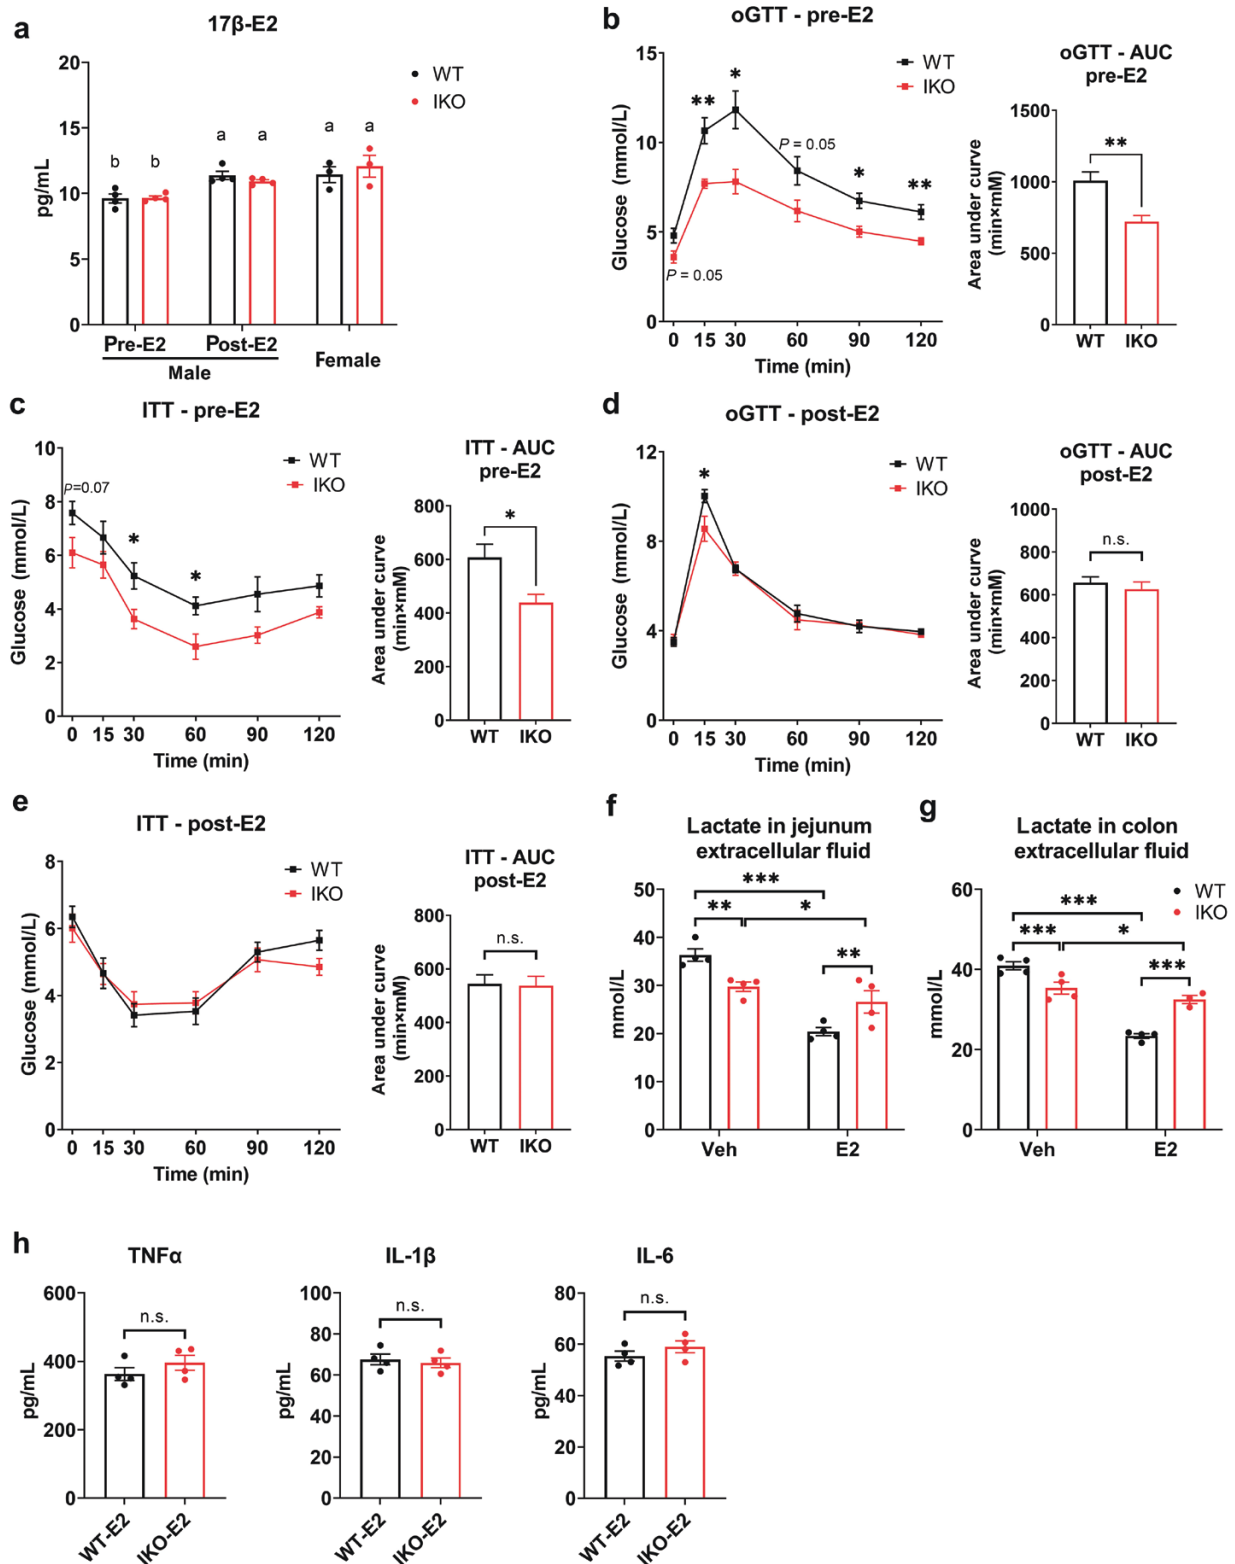 a
17β-E2
20
15
10
5
0
pg/mL
b
b
a
a
a
a
WT
IKO
Pre-E2
Post-E2
Female
Male
b
oGTT - pre-E2
15
10
5
0
Glucose (mmol/L)
**
*
P = 0.05
*
**
P = 0.05
WT
IKO
0 15 30 60 90 120
Time (min)
oGTT - AUC
pre-E2
1500
1000
500
0
Area under curve
(min×mM)
**
WT IKO
c
ITT - pre-E2
10
8
6
4
2
0
Glucose (mmol/L)
P=0.07
*
*
WT
IKO
0 15 30 60 90 120
Time (min)
ITT - AUC
pre-E2
800
600
400
200
0
Area under curve
(min×mM)
*
WT IKO
d
oGTT - post-E2
12
8
4
0
Glucose (mmol/L)
*
WT
IKO
0 15 30 60 90 120
Time (min)
oGTT - AUC
post-E2
1000
800
600
400
200
0
Area under curve
(min×mM)
n.s.
WT IKO
e
ITT - post-E2
8
6
4
2
0
Glucose (mmol/L)
WT
IKO
0 15 30 60 90 120
Time (min)
ITT - AUC
post-E2
800
600
400
200
0
Area under curve
(min×mM)
n.s.
WT IKO
f
Lactate in jejunum
extracellular fluid
50
40
30
20
10
0
mmol/L
***
** *
**
Veh E2
g
Lactate in colon
extracellular fluid
60
40
20
0
mmol/L
***
*** *
***
WT
IKO
Veh E2
h
TNFα
600
400
200
0
pg/mL
n.s.
WT-E2
IKO-E2
IL-1β
100
80
60
40
20
0
pg/mL
n.s.
WT-E2
IKO-E2
IL-6
80
60
40
20
0
pg/mL
n.s.
WT-E2
IKO-E2